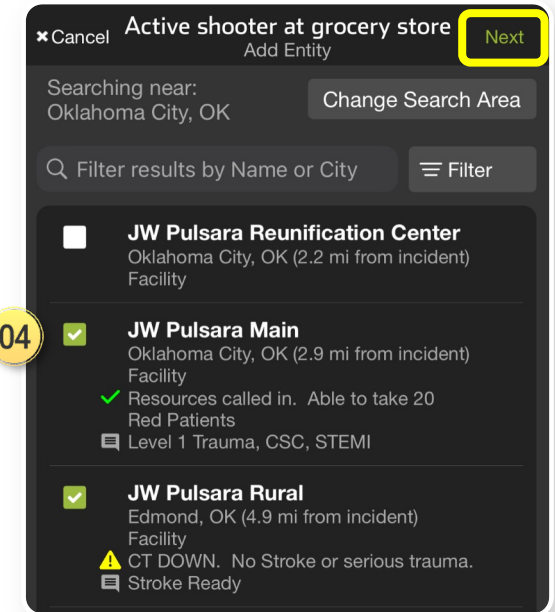 Cancel
Active shooter at grocery store
Add Entity
Next
Searching near:
Oklahoma City, OK
Change Search Area
Filter results by Name or City
Filter
JW Pulsara Reunification Center
Oklahoma City, OK (2.2 mi from incident)
Facility
04
JW Pulsara Main
Oklahoma City, OK (2.9 mi from incident)
Facility
Resources called in. Able to take 20
Red Patients
Level 1 Trauma, CSC, STEMI
JW Pulsara Rural
Edmond, OK (4.9 mi from incident)
Facility
CT DOWN. No Stroke or serious trauma.
Stroke Ready